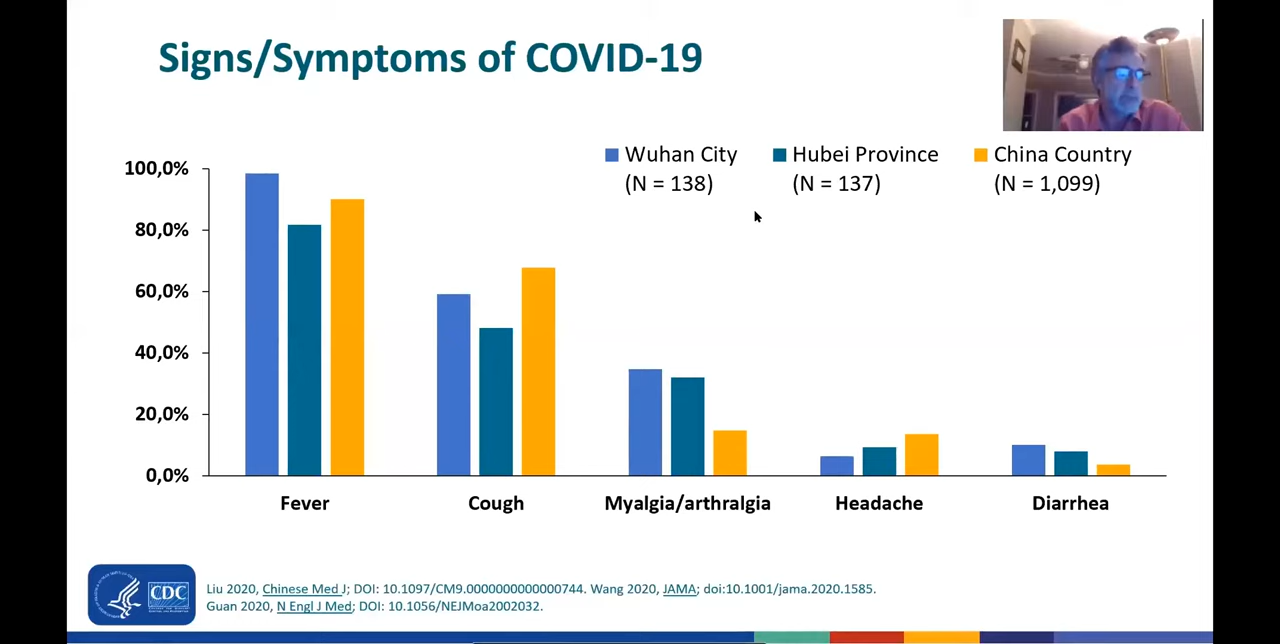 Signs/Symptoms of COVID-19
Wuhan City
(N = 138)
Hubei Province
(N = 137)
China Country
(N = 1,099)
100,0%
80,0%
60,0%
40,0%
20,0%
0,0%
Fever
Cough
Myalgia/arthralgia
Headache
Diarrhea
CDC
Liu 2020, Chinese Med J; DOI: 10.1097/CM9.0000000000000744. Wang 2020, JAMA; doi:10.1001/jama.2020.1585.
Guan 2020, N Engl J Med; DOI: 10.1056/NEJMoa2002032.